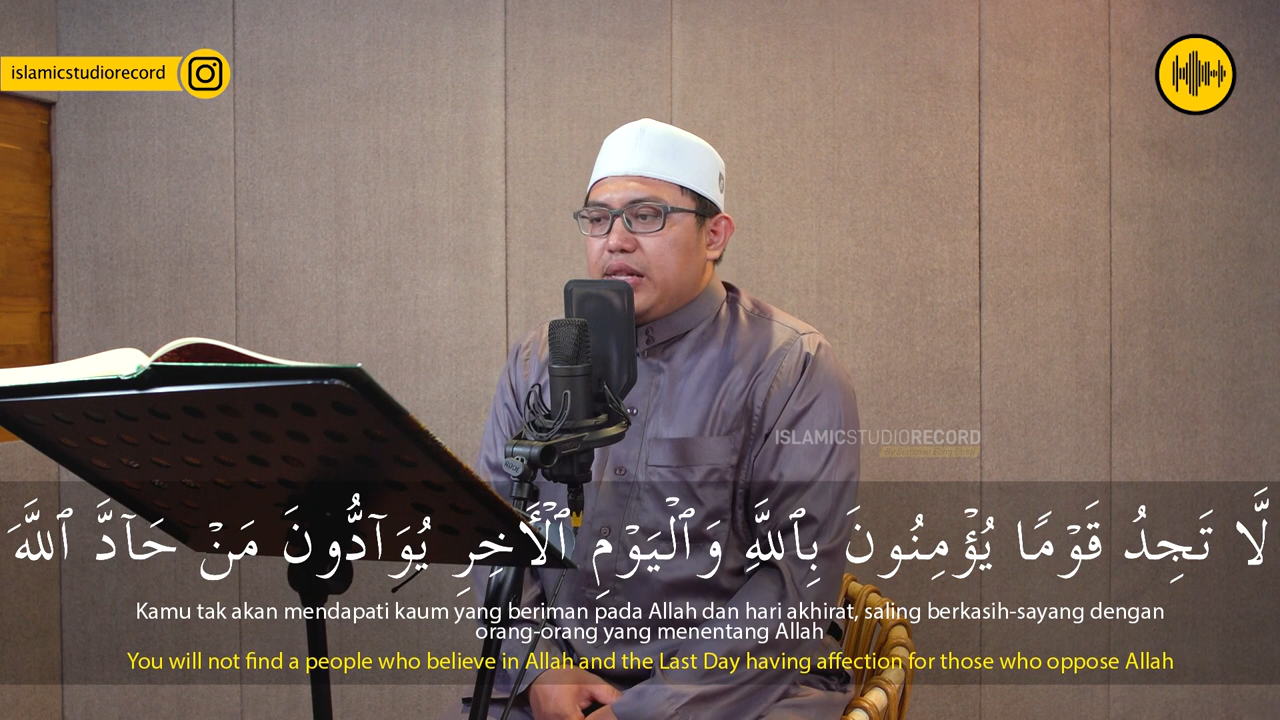 islamicstudiorecord
ISLAMICSTUDIORECORD
لَّا تَجِدُ قَوْمًا يُؤْمِنُونَ بِٱللَّهِ وَٱلْيَوْمِ ٱلْأَخِرِ يُوَآدُّونَ مَنْ حَآدَّ ٱللَّهَ
Kamu tak akan mendapati kaum yang beriman pada Allah dan hari akhirat, saling berkasih-sayang dengan
orang-orang yang menentang Allah
You will not find a people who believe in Allah and the Last Day having affection for those who oppose Allah